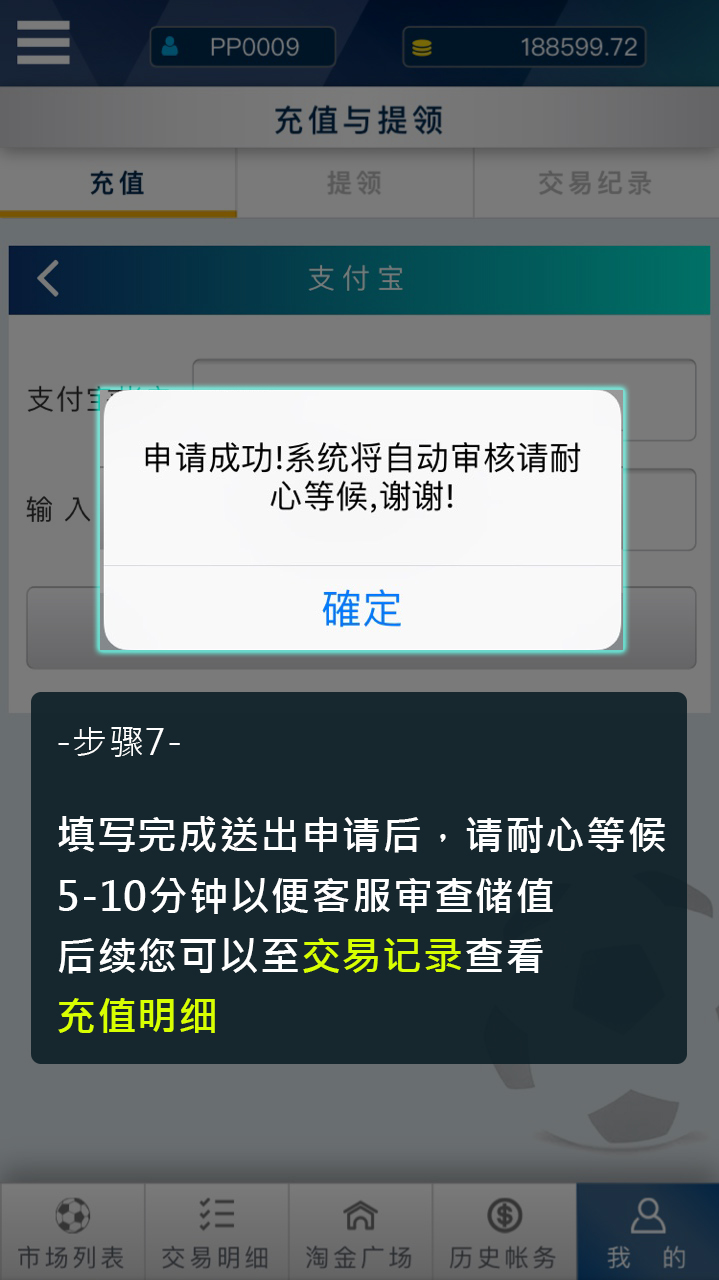 PP0009
188599.72
充值与提领
充值
提领
交易纪录
支付宝
支付宝
输 入
申请成功!系统将自动审核请耐
心等候,谢谢!
確定
-步骤7-
填写完成送出申请后，请耐心等候
5-10分钟以便客服审查储值
后续您可以至交易记录查看
充值明细
市场列表
交易明细
淘金广场
历史帐务
我 的